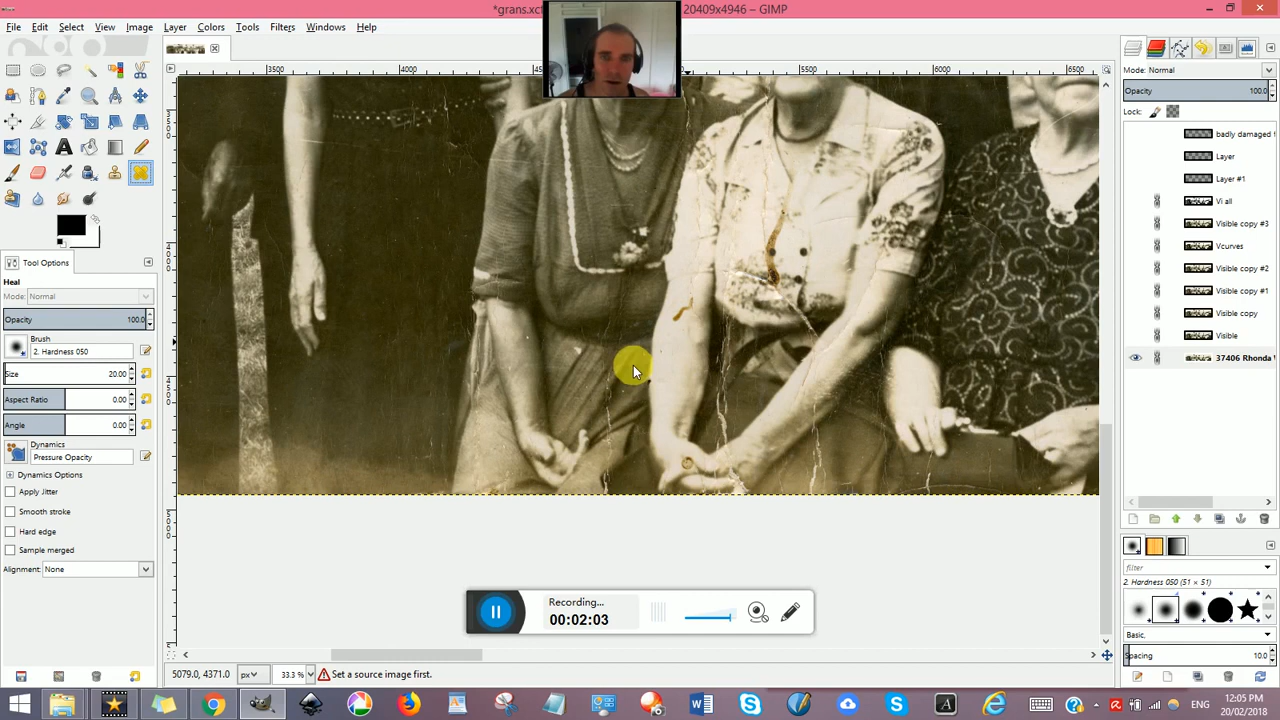 *grans.xcf 20409x4946 – GIMP
File Edit Select View Image Layer Colors Tools Filters Windows Help
3500 4000 5500 6000 6500
Mode: Normal
Opacity 100.0
Lock:
badly damaged
Layer
Layer #1
Vi all
Visible copy #3
Vcurves
Visible copy #2
Visible copy #1
Visible copy
Visible
37406 Rhonda
Tool Options
Heal
Mode: Normal
Opacity 100.0
Brush
2. Hardness 050
Size 20.00
Aspect Ratio 0.00
Angle 0.00
Dynamics
Pressure Opacity
Dynamics Options
Apply Jitter
Smooth stroke
Hard edge
Sample merged
Alignment: None
filter
2. Hardness 050 (51 × 51)
Basic,
Spacing 10.0
Recording...
00:02:03
5079.0, 4371.0 px 33.3 % Set a source image first.
ENG 12:05 PM
20/02/2018